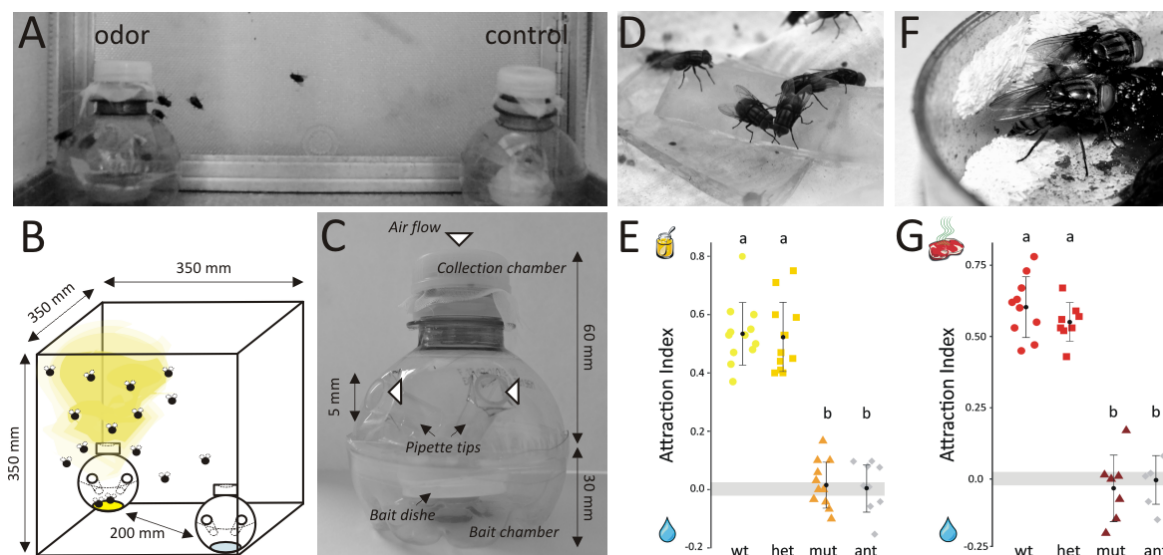 A
odor
control
B
350 mm
350 mm
350 mm
200 mm
C
Air flow
Collection chamber
60 mm
5 mm
Pipette tips
Bait dishe
Bait chamber
30 mm
D
E
a
a
0.8
0.6
0.4
0.2
0.0
-0.2
Attraction Index
b
b
wt
het
mut
ant
F
G
a
a
0.75
0.50
0.25
0.0
-0.25
Attraction Index
b
b
wt
het
mut
an